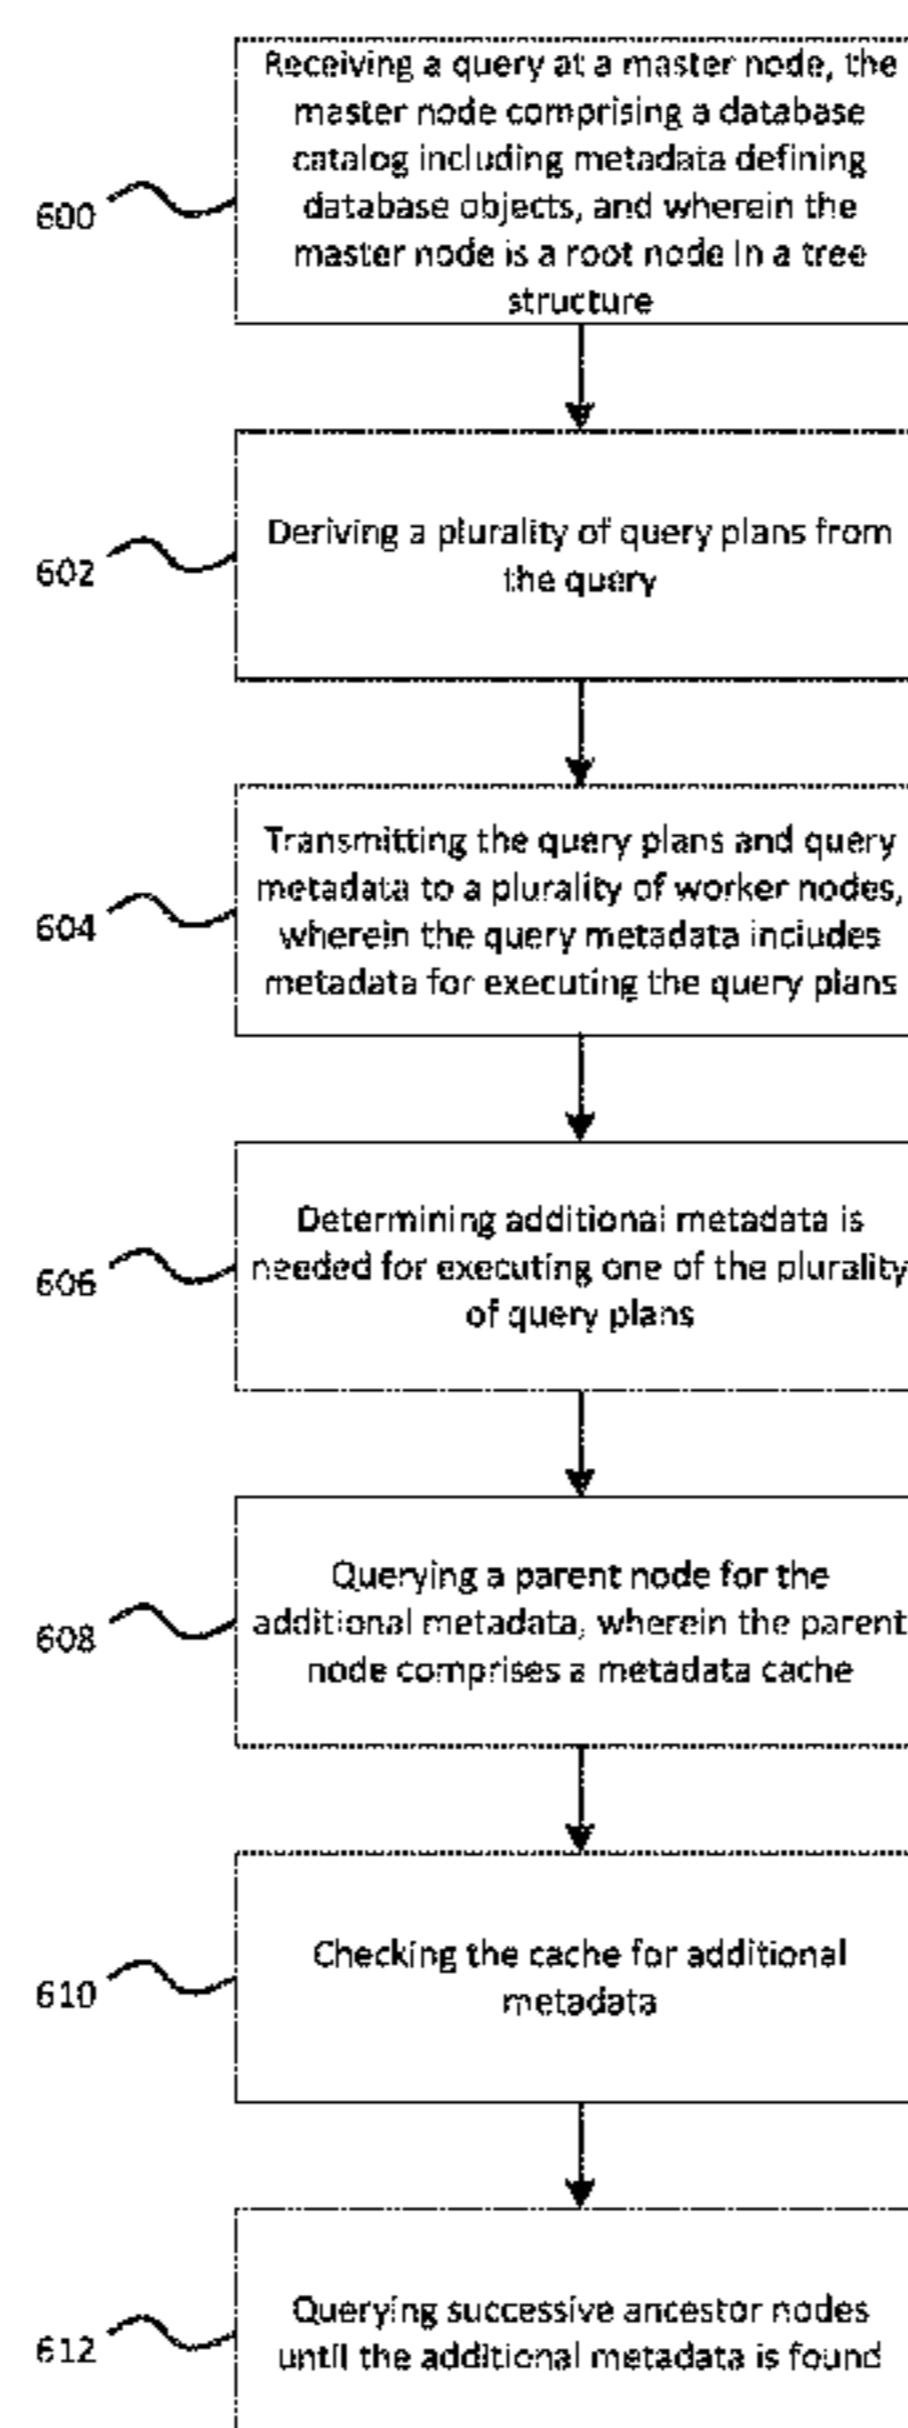 Receiving a query at a master node, the
master node comprising a database
catalog including metadata defining
database objects, and wherein the
master node is a root node in a tree
structure
600
Deriving a plurality of query plans from
the query
602
Transmitting the query plans and query
metadata to a plurality of worker nodes,
wherein the query metadata includes
metadata for executing the query plans
604
Determining additional metadata is
needed for executing one of the plurality
of query plans
606
Querying a parent node for the
additional metadata, wherein the parent
node comprises a metadata cache
608
Checking the cache for additional
metadata
610
Querying successive ancestor nodes
until the additional metadata is found
612